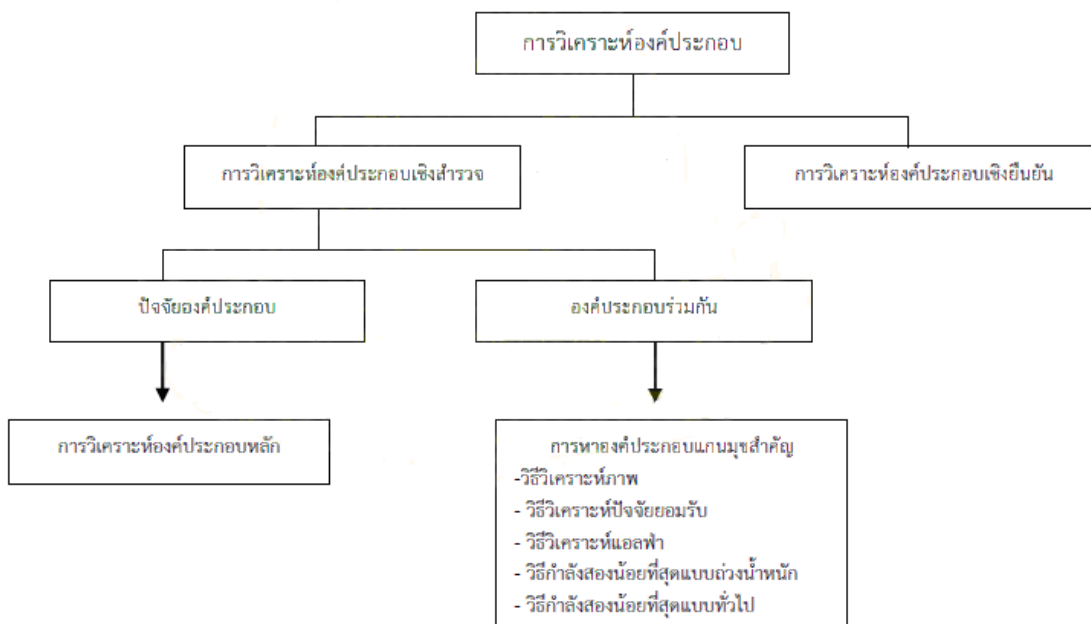 การวิเคราะห์องค์ประกอบ
การวิเคราะห์องค์ประกอบเชิงสำรวจ
การวิเคราะห์องค์ประกอบเชิงยืนยัน
ปัจจัยองค์ประกอบ
องค์ประกอบร่วมกัน
การวิเคราะห์องค์ประกอบหลัก
การหาองค์ประกอบแกนมุขสำคัญ
-วิธีวิเคราะห์ภาพ
- วิธีวิเคราะห์ปัจจัยยอมรับ
- วิธีวิเคราะห์แอลฟา
- วิธีกำลังสองน้อยที่สุดแบบถ่วงน้ำหนัก
- วิธีกำลังสองน้อยที่สุดแบบทั่วไป